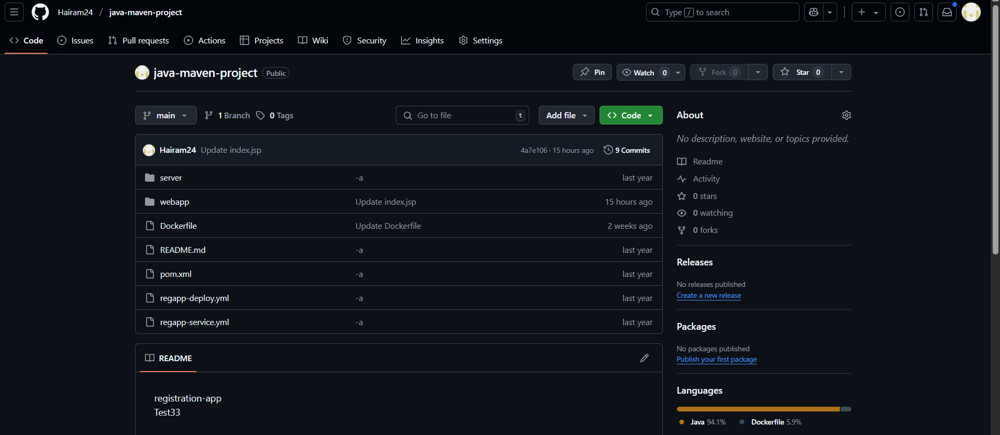 Hairam24 / java-maven-project
Type / to search
Code Issues Pull requests Actions Projects Wiki Security Insights Settings
java-maven-project Public
Pin Watch 0 Fork 0 Star 0
main 1 Branch 0 Tags Go to file t Add file Code
Hairam24 Update index.jsp 4a7e106 · 15 hours ago 9 Commits
server -a last year
webapp Update index.jsp 15 hours ago
Dockerfile Update Dockerfile 2 weeks ago
README.md -a last year
pom.xml -a last year
regapp-deploy.yml -a last year
regapp-service.yml -a last year
README
registration-app
Test33
About
No description, website, or topics provided.
Readme
Activity
0 stars
0 watching
0 forks
Releases
No releases published
Create a new release
Packages
No packages published
Publish your first package
Languages
Java 94.1% Dockerfile 5.9%